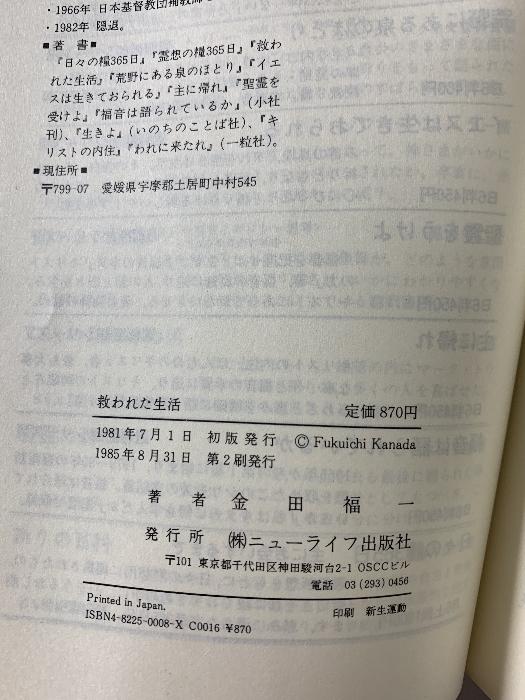 ・1966年 日本基督教団補教師
・1982年 隠退。
■著　書■
『日々の糧365日』『霊想の糧365日』『救わ
れた生活』『荒野にある泉のほとり』『イエ
スは生きておられる』『主に帰れ』『聖霊を
受けよ』『福音は語られているか』(小社
刊)、『生きよ』(いのちのことば社)、『キ
リストの内住』『われに来たれ』(一粒社)。
■現住所■
〒799-07　愛媛県宇摩郡土居町中村545
救われた生活　定価 870円
1981年7月1日　初版発行　© Fukuichi Kanada
1985年8月31日　第2刷発行
著　者　金　田　福　一
発行所　㈱ニューライフ出版社
〒101 東京都千代田区神田駿河台2-1 OSCCビル
電話　03 (293) 0456
Printed in Japan.　印刷　新生運動
ISBN4-8225-0008-X C0016 ¥870